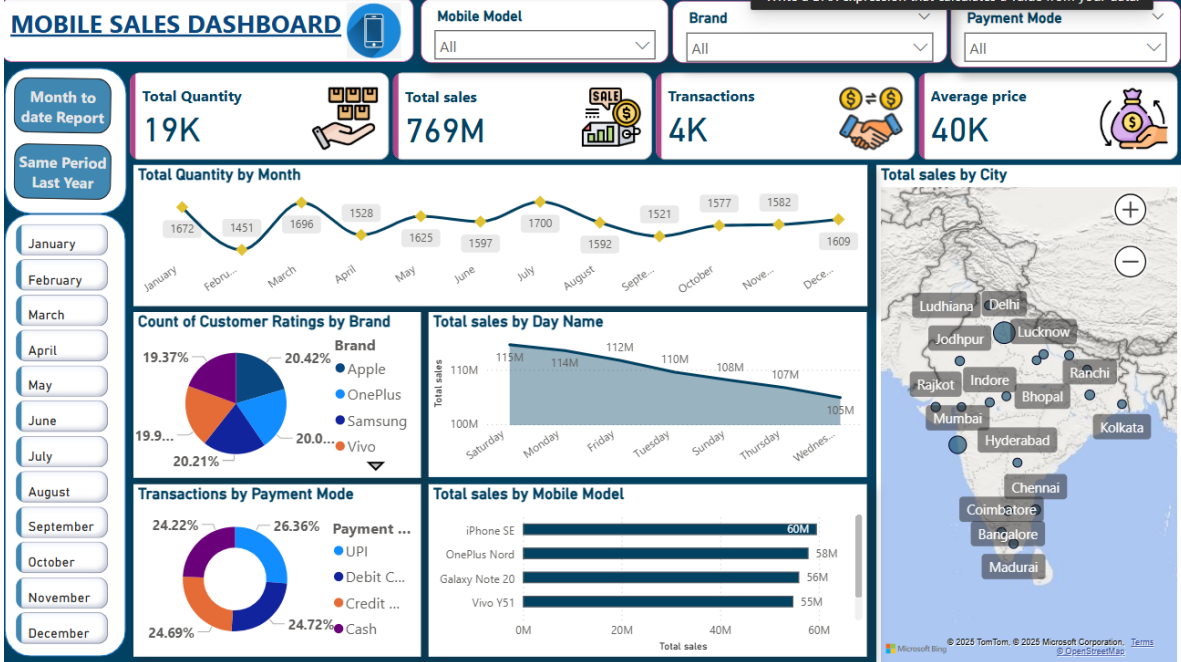 MOBILE SALES DASHBOARD
Mobile Model
All
Brand
All
Payment Mode
All
Month to
date Report
Same Period
Last Year
January
February
March
April
May
June
July
August
September
October
November
December
Total Quantity
19K
Total sales
769M
SALE
Transactions
4K
Average price
40K
Total Quantity by Month
1672
1451
1696
1528
1625
1597
1700
1592
1521
1577
1582
1609
January
Febru...
March
April
May
June
July
August
Septe...
October
Nove...
Dece...
Count of Customer Ratings by Brand
19.37%
20.42%
19.9...
20.0...
20.21%
Brand
Apple
OnePlus
Samsung
Vivo
Total sales by Day Name
Total sales
110M
100M
115M
114M
112M
110M
108M
107M
105M
Saturday
Monday
Friday
Tuesday
Sunday
Thursday
Wednes...
Transactions by Payment Mode
24.22%
26.36%
24.69%
24.72%
Payment ...
UPI
Debit C...
Credit ...
Cash
Total sales by Mobile Model
iPhone SE
60M
OnePlus Nord
58M
Galaxy Note 20
56M
Vivo Y51
55M
0M
20M
40M
60M
Total sales
Total sales by City
Ludhiana
Delhi
Jodhpur
Lucknow
Ranchi
Rajkot
Indore
Bhopal
Mumbai
Kolkata
Hyderabad
Chennai
Coimbatore
Bangalore
Madurai
Microsoft Bing
© 2025 TomTom, © 2025 Microsoft Corporation, Terms
© OpenStreetMap